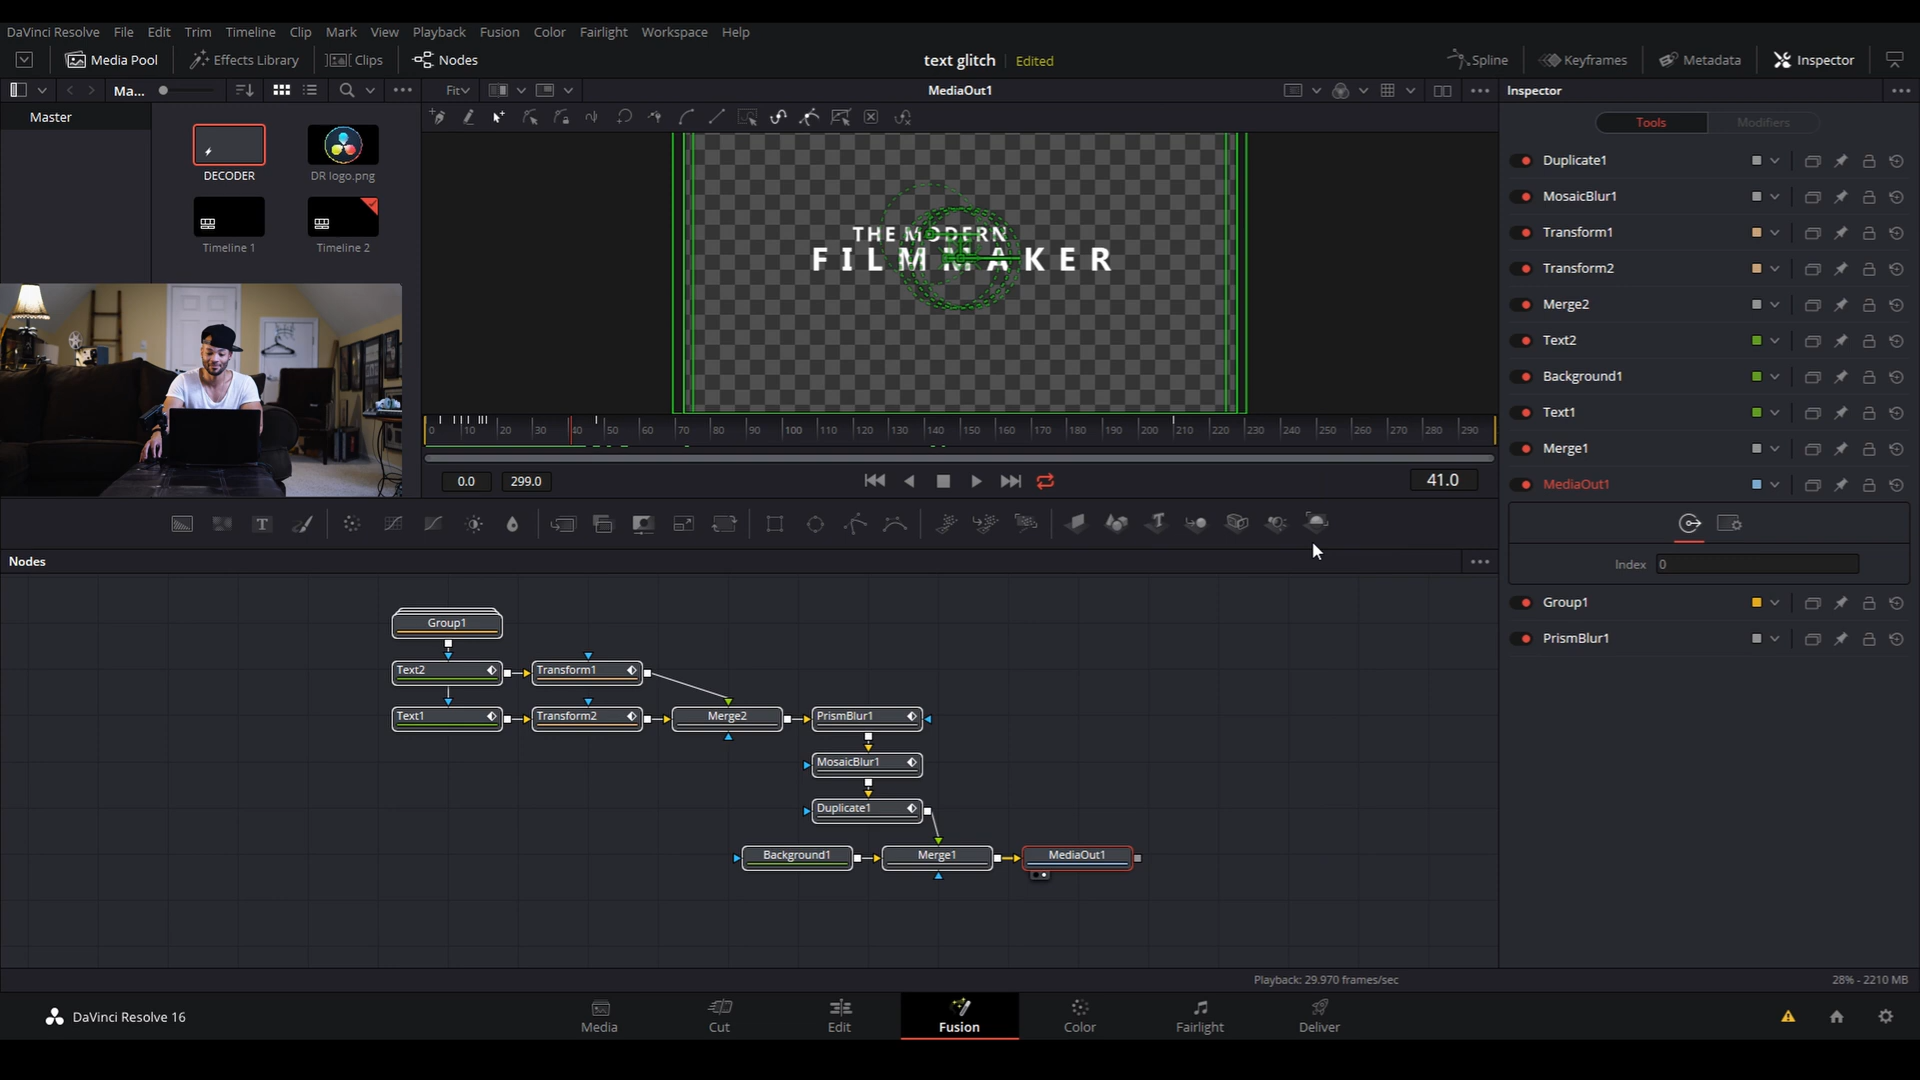 DaVinci Resolve File Edit Trim Timeline Clip Mark View Playback Fusion Color Fairlight Workspace Help
Media Pool Effects Library Clips Nodes text glitch Edited Spline Keyframes Metadata Inspector
Ma... Fit MediaOut1 Inspector
Master
Tools Modifiers
DECODER DR logo.png
Timeline 1 Timeline 2
THE MODERN
FILMMAKER
Duplicate1
MosaicBlur1
Transform1
Transform2
Merge2
Text2
Background1
Text1
Merge1
MediaOut1
Index 0
Group1
PrismBlur1
0 10 20 30 40 50 60 70 80 90 100 110 120 130 140 150 160 170 180 190 200 210 220 230 240 250 260 270 280 290
0.0 299.0 41.0
Nodes
Group1
Text2 Transform1
Text1 Transform2 Merge2 PrismBlur1
MosaicBlur1
Duplicate1
Background1 Merge1 MediaOut1
Playback: 29.970 frames/sec 28% - 2210 MB
DaVinci Resolve 16 Media Cut Edit Fusion Color Fairlight Deliver